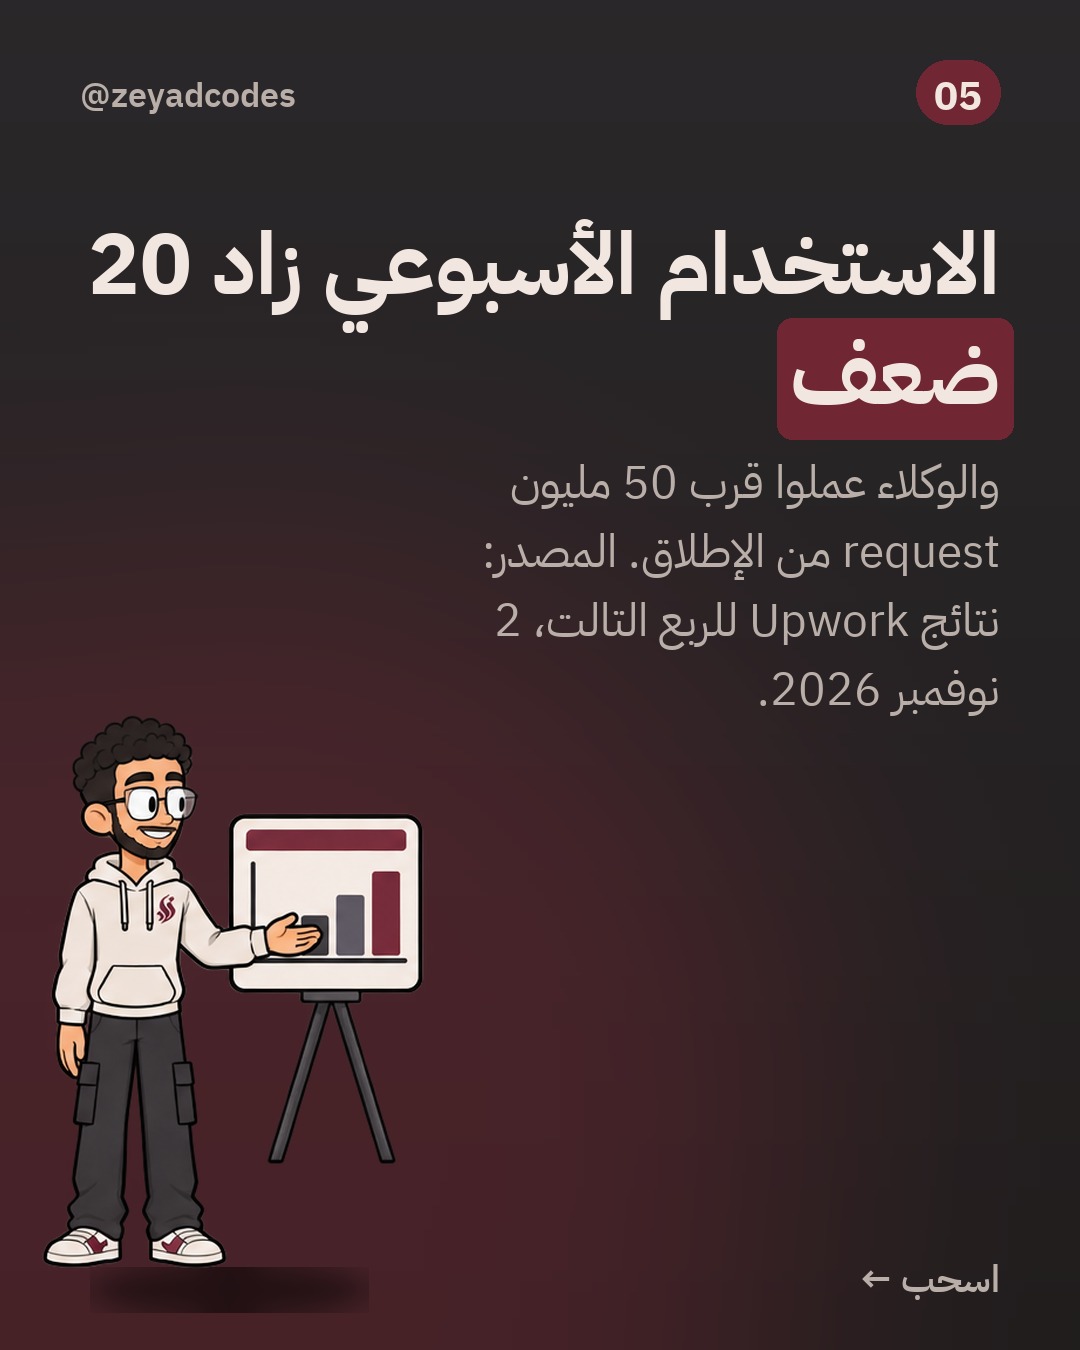 @zeyadcodes
05
الاستخدام الأسبوعي زاد 20
ضعف
والوكلاء عملوا قرب 50 مليون
request من الإطلاق. المصدر:
نتائج Upwork للربع التالت، 2
نوفمبر 2026.
اسحب ←